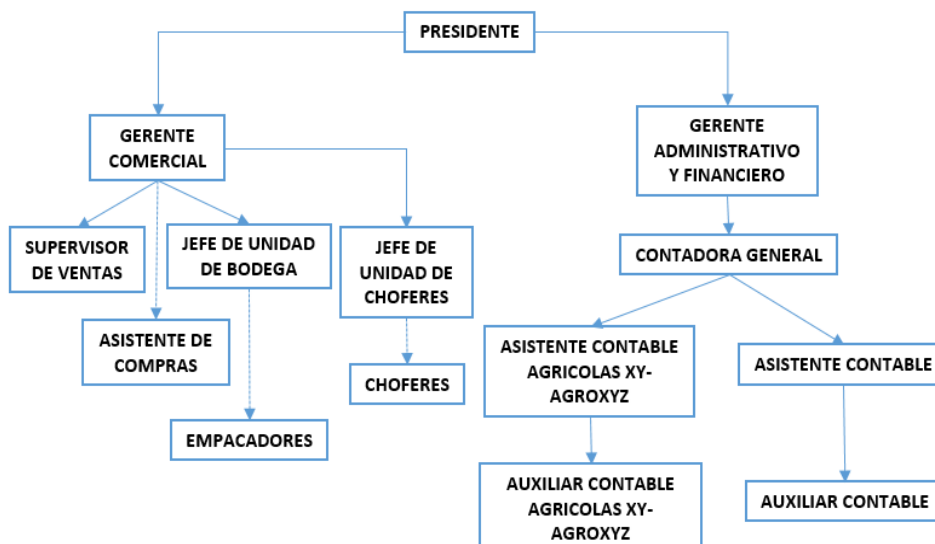 PRESIDENTE
GERENTE
COMERCIAL
GERENTE
ADMINISTRATIVO
Y FINANCIERO
SUPERVISOR
DE VENTAS
JEFE DE UNIDAD
DE BODEGA
JEFE DE
UNIDAD DE
CHOFERES
CONTADORA GENERAL
ASISTENTE DE
COMPRAS
ASISTENTE CONTABLE
AGRICOLAS XY-
AGROXYZ
ASISTENTE CONTABLE
CHOFERES
EMPACADORES
AUXILIAR CONTABLE
AGRICOLAS XY-
AGROXYZ
AUXILIAR CONTABLE